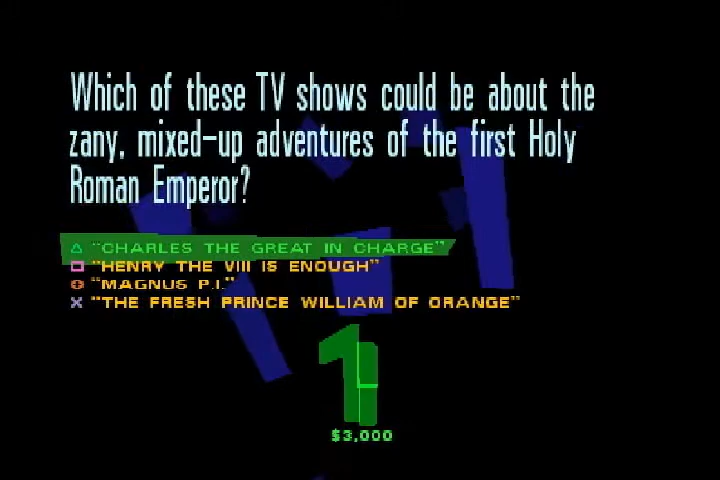 Which of these TV shows could be about the
zany, mixed-up adventures of the first Holy
Roman Emperor?
"CHARLES THE GREAT IN CHARGE"
"HENRY THE VIII IS ENOUGH"
"MAGNUS P.I."
X "THE FRESH PRINCE WILLIAM OF ORANGE"
1
$3,000